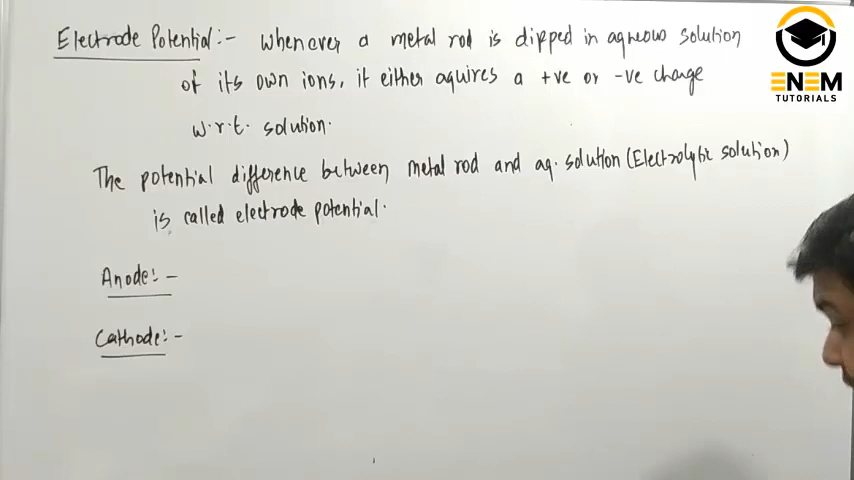 Electrode Potential:- Whenever a metal rod is dipped in aqueous solution
of its own ions, it either aquires a +ve or -ve charge
w.r.t. solution.
The potential difference between metal rod and aq. solution (Electrolytic solution)
is called electrode potential.
Anode:-
Cathode:-
ENEM
TUTORIALS